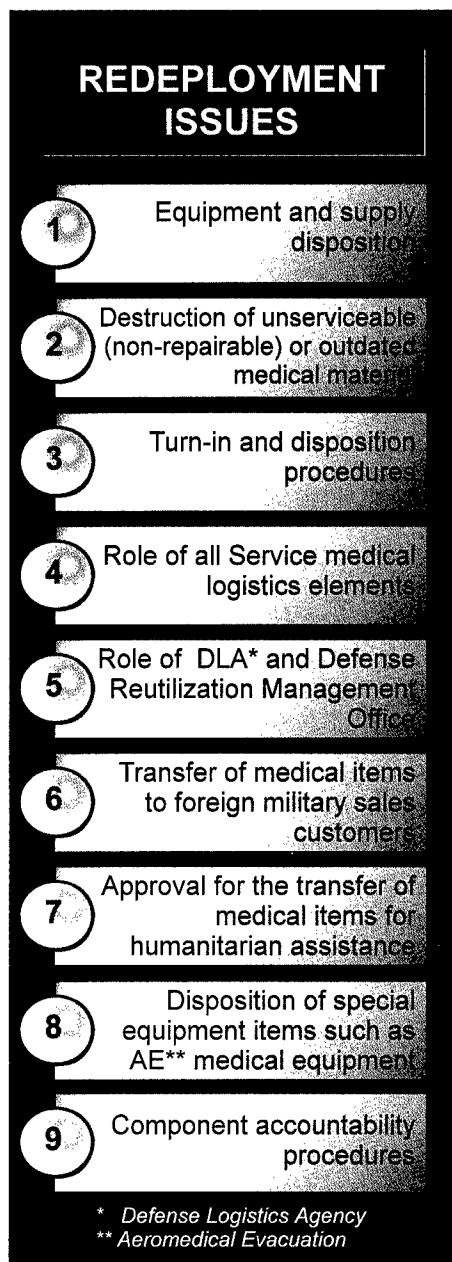 REDEPLOYMENT
ISSUES
1
Equipment and supply
disposition
2
Destruction of unserviceable
(non-repairable) or outdated
medical materiel
3
Turn-in and disposition
procedures
4
Role of all Service medical
logistics elements
5
Role of DLA* and Defense
Reutilization Management
Office
6
Transfer of medical items
to foreign military sales
customers
7
Approval for the transfer of
medical items for
humanitarian assistance
8
Disposition of special
equipment items such as
AE** medical equipment
9
Component accountability
procedures
* Defense Logistics Agency
** Aeromedical Evacuation